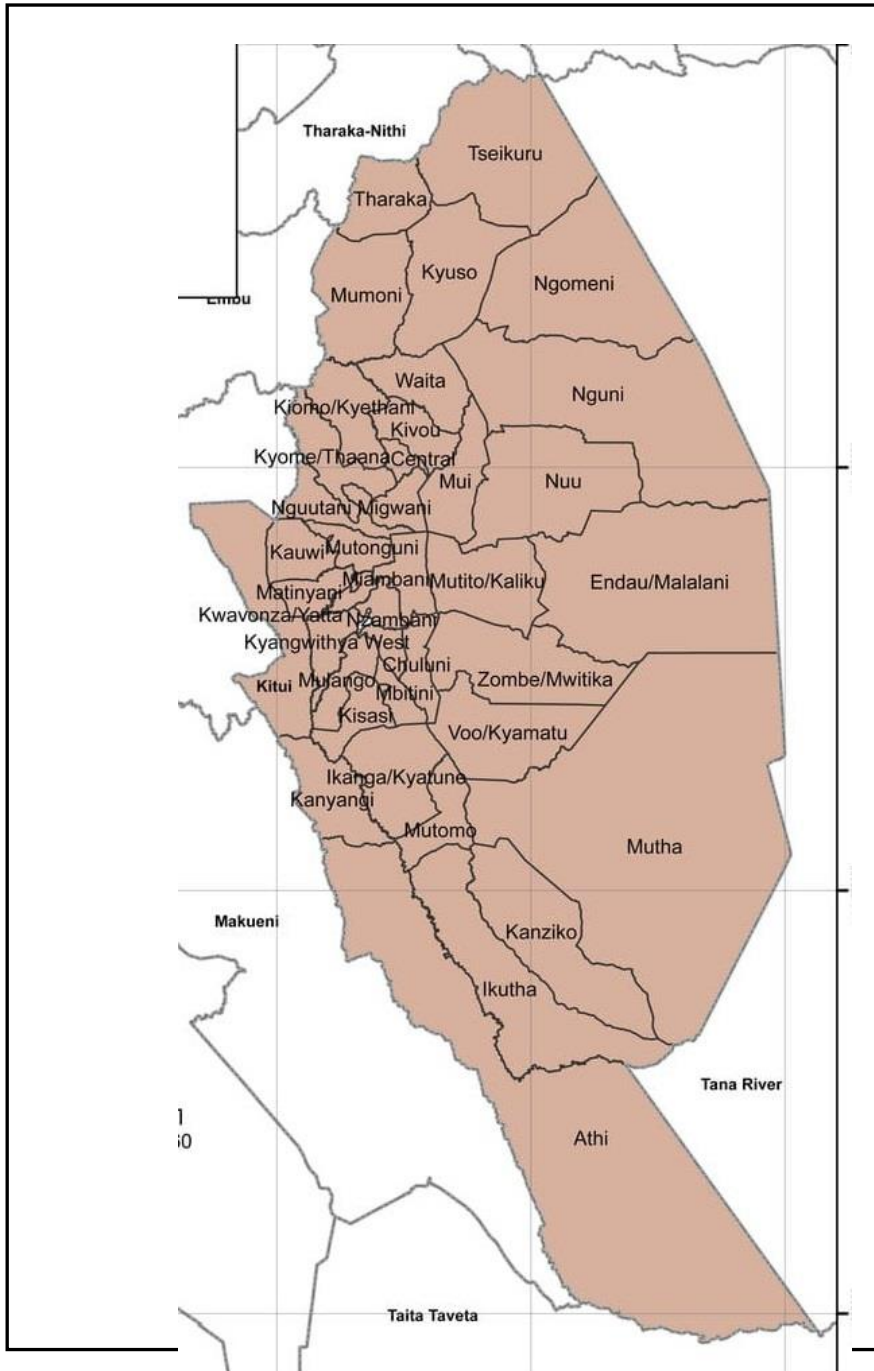 Tharaka-Nithi
Tseikuru
Tharaka
Kyuso
Ngomeni
Mumoni
Waita
Nguni
Kiomo/Kyethani
Kivou
Kyome/Thaana
Central
Mui
Nuu
Nguutani
Migwani
Kauwi
Mutonguni
Miambani
Mutito/Kaliku
Endau/Malalani
Matinyani
Kwavonza/Yatta
Nzambani
Kyangwithya West
Chuluni
Zombe/Mwitika
Kitui
Mulango
Mbitini
Kisasi
Voo/Kyamatu
Ikanga/Kyatune
Kanyangi
Mutomo
Mutha
Makueni
Kanziko
Ikutha
Tana River
Athi
Taita Taveta